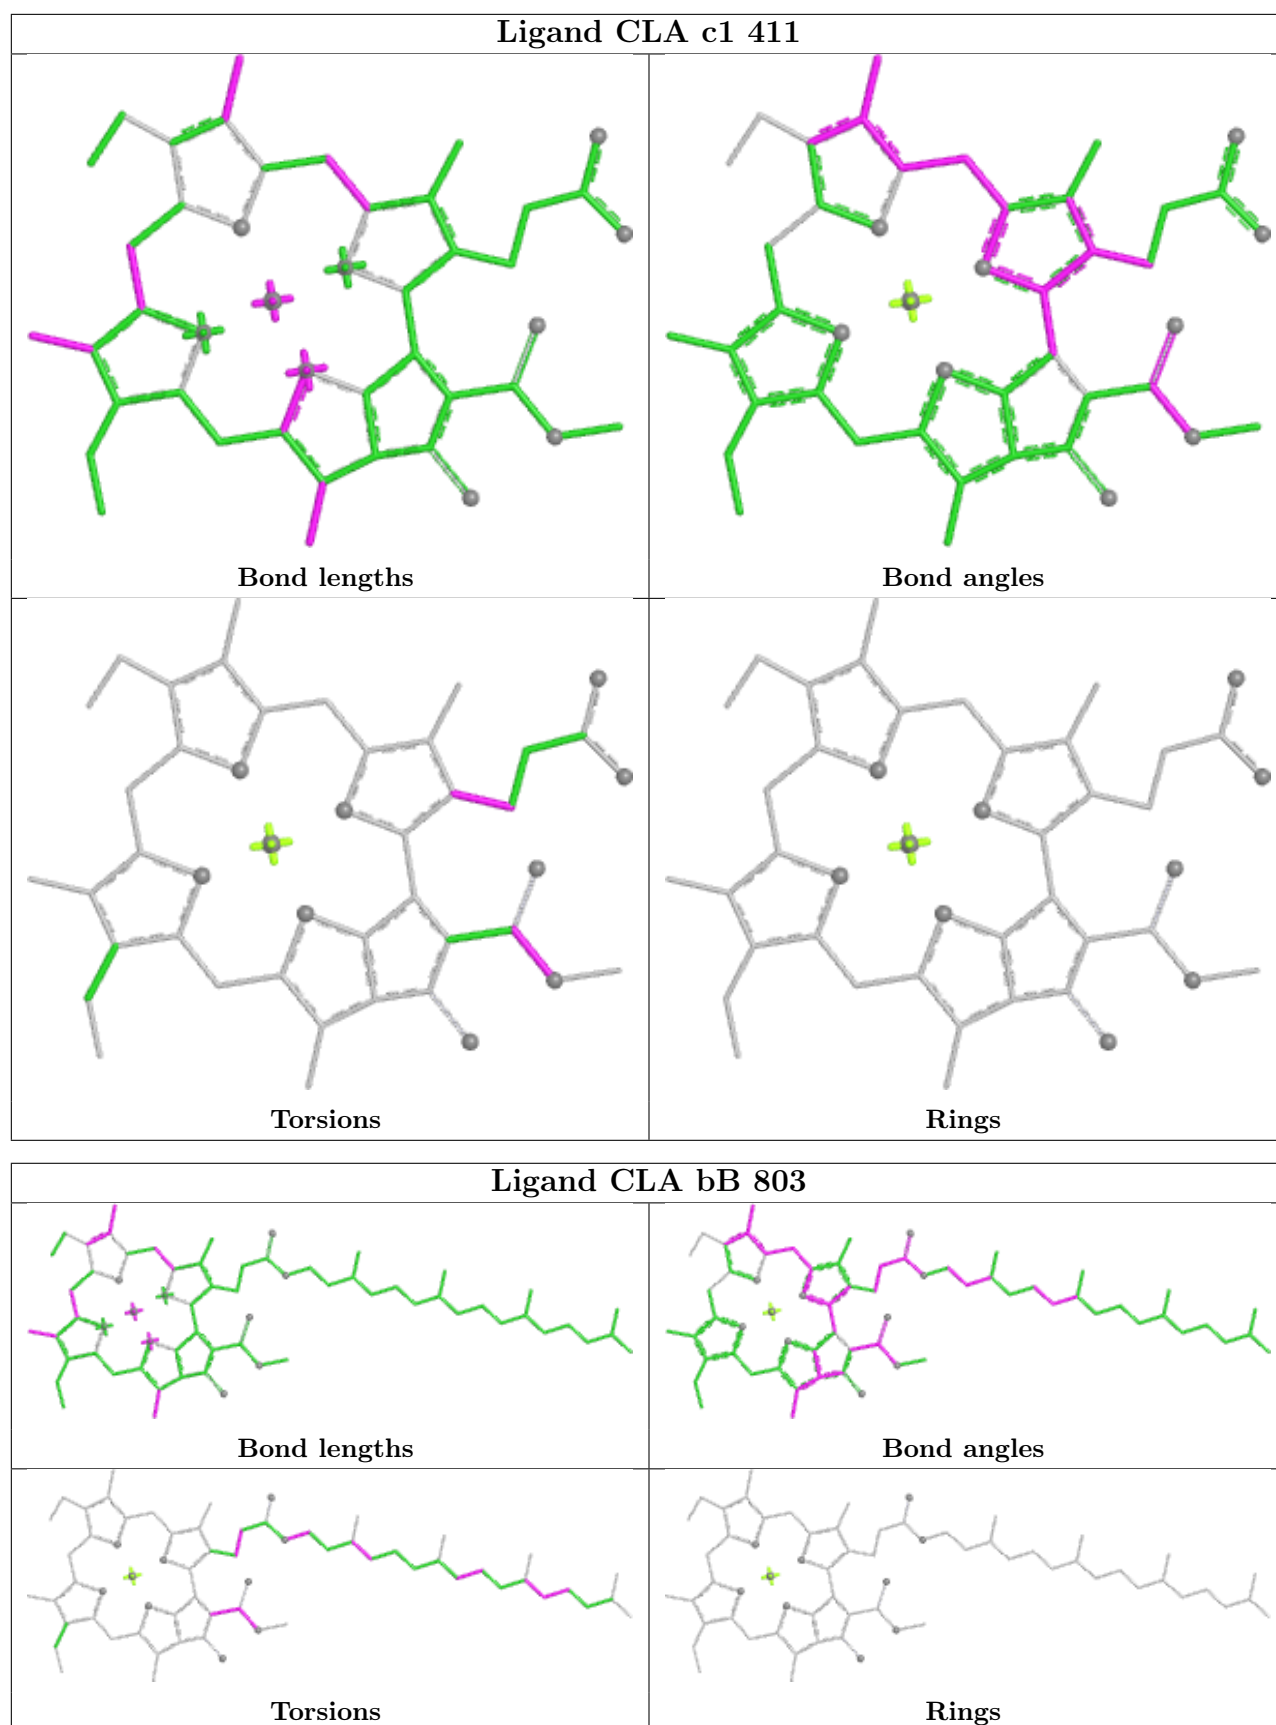 Ligand CLA c1 411
Bond lengths
Bond angles
Torsions
Rings
Ligand CLA bB 803
Bond lengths
Bond angles
Torsions
Rings